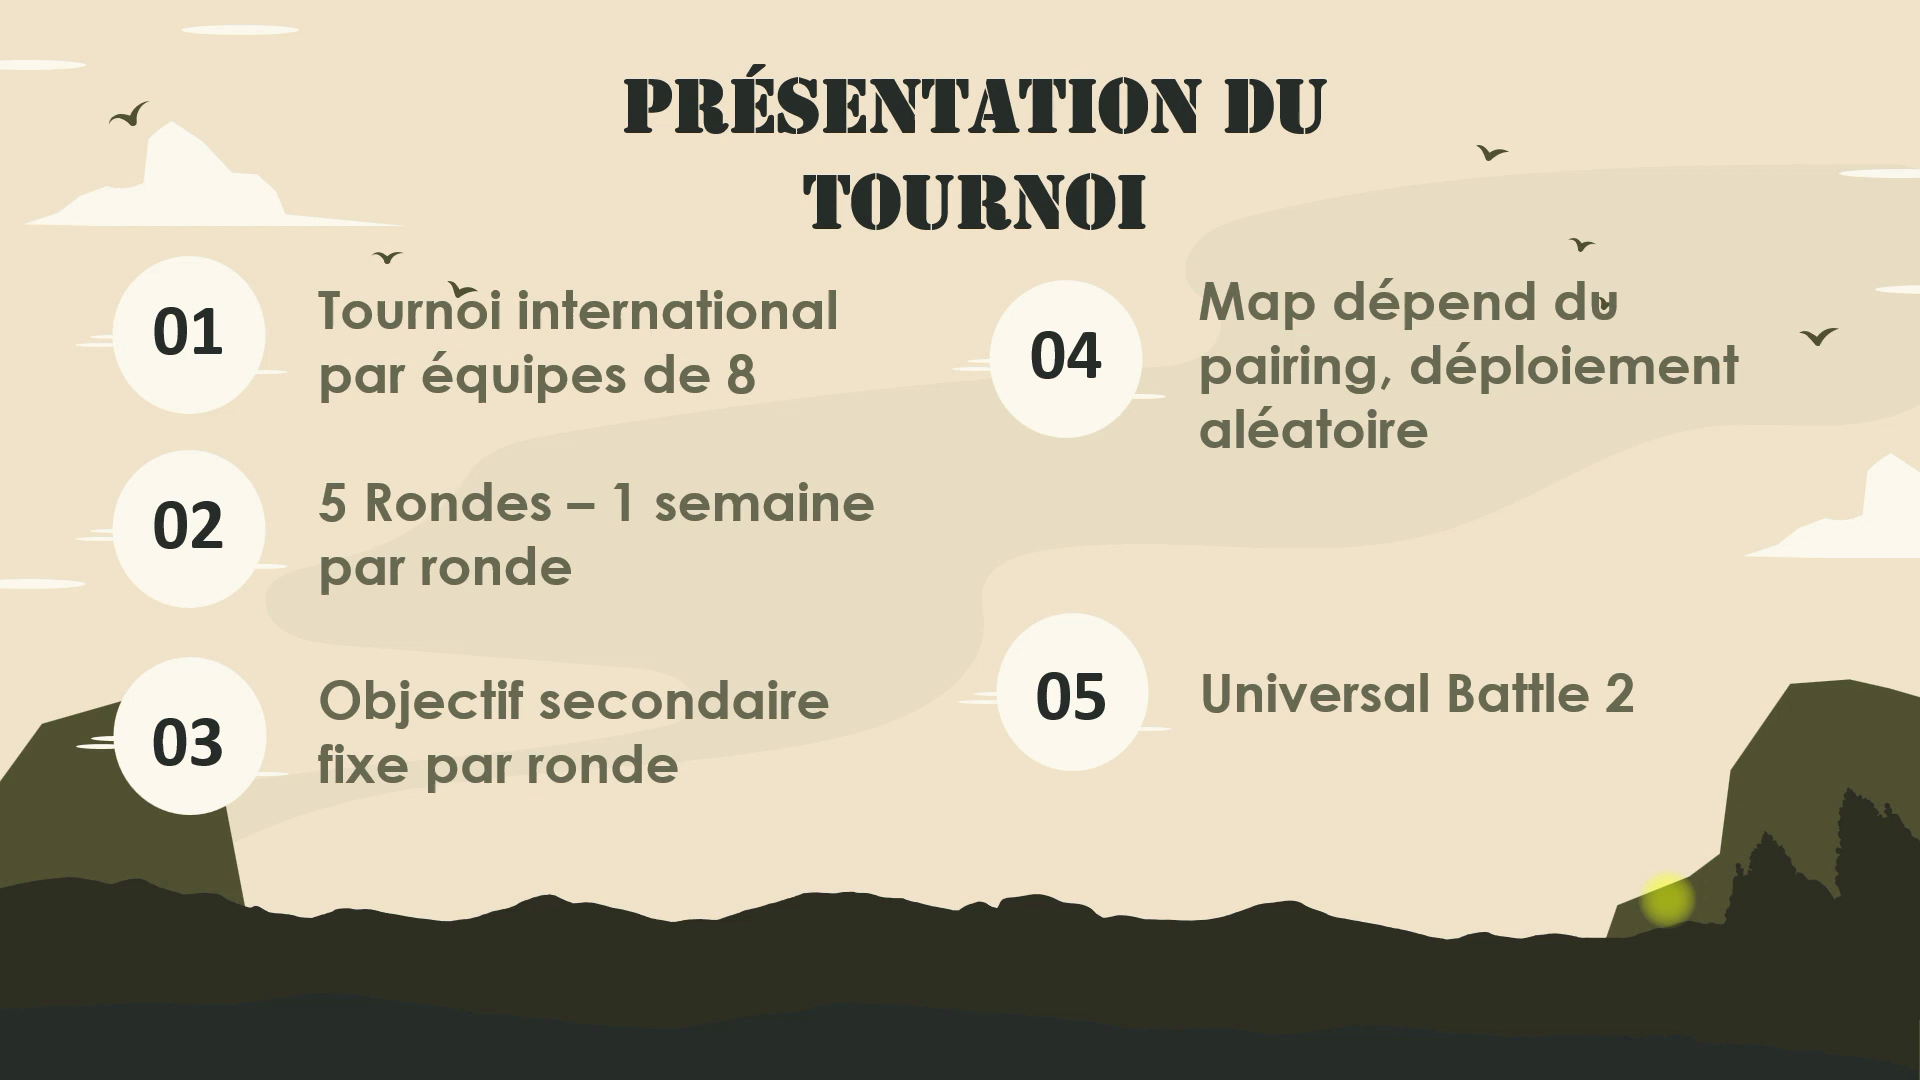 PRÉSENTATION DU
TOURNOI
01
Tournoi international
par équipes de 8
02
5 Rondes – 1 semaine
par ronde
03
Objectif secondaire
fixe par ronde
04
Map dépend du
pairing, déploiement
aléatoire
05
Universal Battle 2